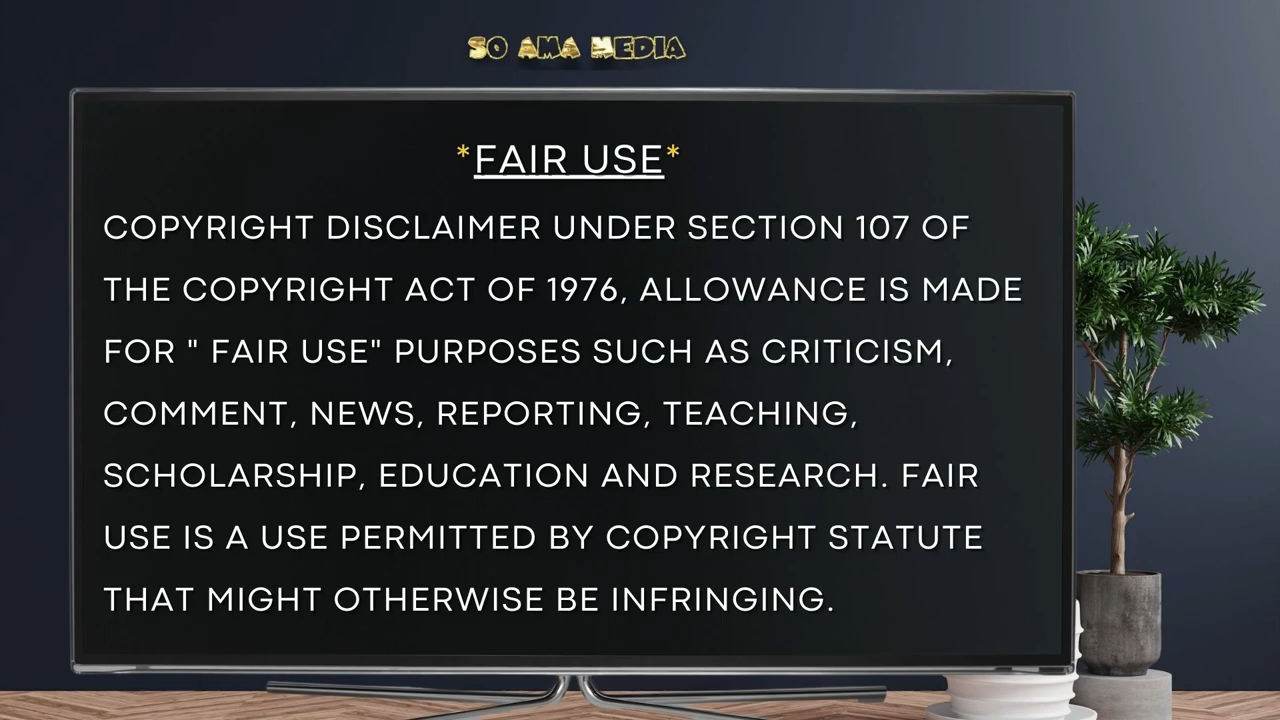 SO AMA MEDIA
*FAIR USE*
COPYRIGHT DISCLAIMER UNDER SECTION 107 OF
THE COPYRIGHT ACT OF 1976, ALLOWANCE IS MADE
FOR " FAIR USE" PURPOSES SUCH AS CRITICISM,
COMMENT, NEWS, REPORTING, TEACHING,
SCHOLARSHIP, EDUCATION AND RESEARCH. FAIR
USE IS A USE PERMITTED BY COPYRIGHT STATUTE
THAT MIGHT OTHERWISE BE INFRINGING.